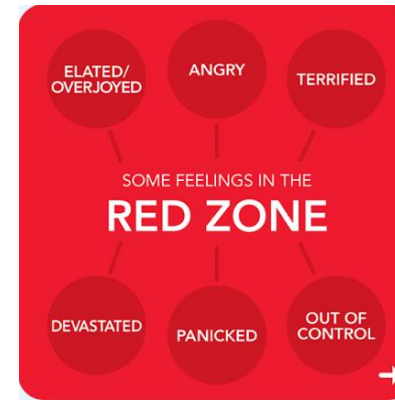 ELATED/
OVERJOYED
ANGRY
TERRIFIED
SOME FEELINGS IN THE
RED ZONE
DEVASTATED
PANICKED
OUT OF
CONTROL